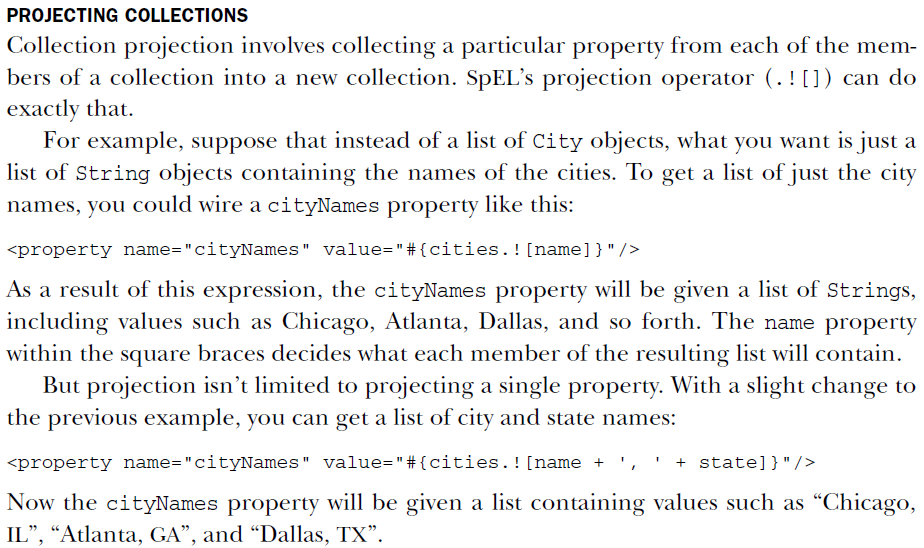 PROJECTING COLLECTIONS
Collection projection involves collecting a particular property from each of the mem-
bers of a collection into a new collection. SpEL's projection operator (.![]) can do
exactly that.
For example, suppose that instead of a list of City objects, what you want is just a
list of String objects containing the names of the cities. To get a list of just the city
names, you could wire a cityNames property like this:
<property name="cityNames" value="#{cities.![name]}"/>
As a result of this expression, the cityNames property will be given a list of Strings,
including values such as Chicago, Atlanta, Dallas, and so forth. The name property
within the square braces decides what each member of the resulting list will contain.
But projection isn't limited to projecting a single property. With a slight change to
the previous example, you can get a list of city and state names:
<property name="cityNames" value="#{cities.![name + ', ' + state]}"/>
Now the cityNames property will be given a list containing values such as “Chicago,
IL”, “Atlanta, GA”, and “Dallas, TX”.